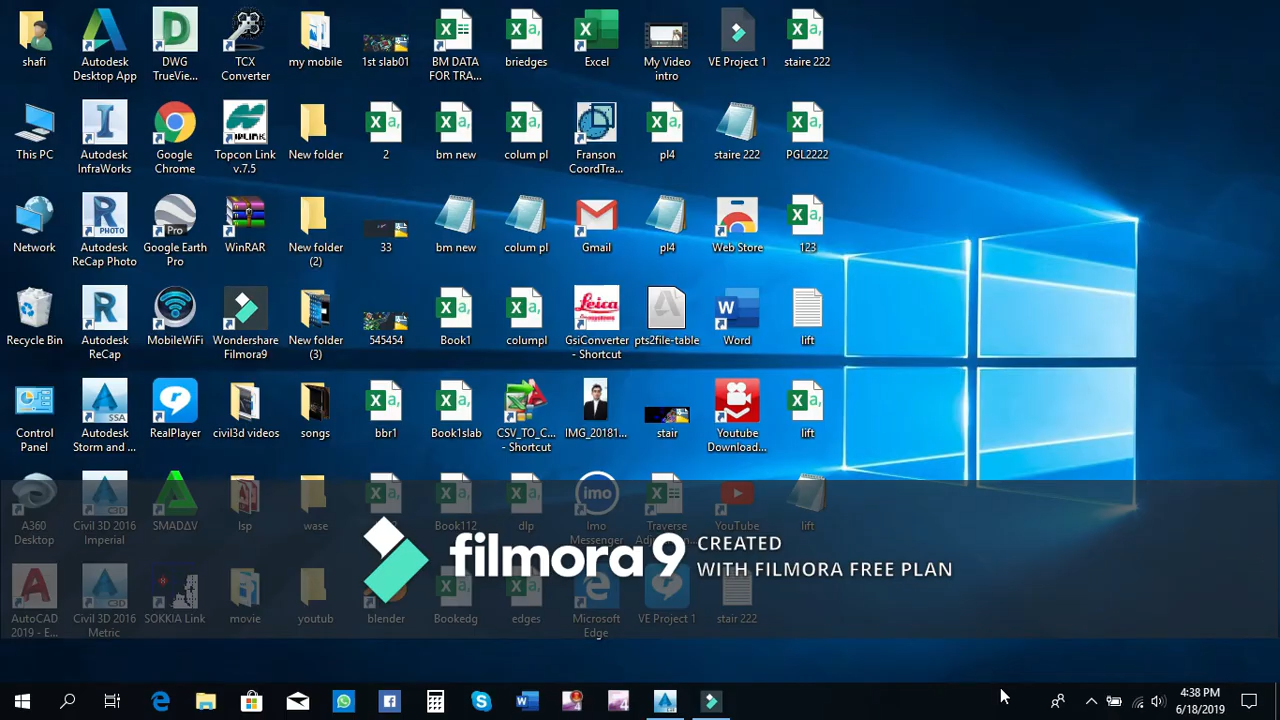 shafi
Autodesk Desktop App
DWG TrueView...
TCX Converter
my mobile
1st slab01
BM DATA FOR TRA...
briedges
Excel
My Video intro
VE Project 1
staire 222
This PC
Autodesk InfraWorks
Google Chrome
Topcon Link v.7.5
New folder
2
bm new
colum pl
Franson CoordTra...
pl4
staire 222
PGL2222
Network
Autodesk ReCap Photo
Google Earth Pro
WinRAR
New folder (2)
33
bm new
colum pl
Gmail
pl4
Web Store
123
Recycle Bin
Autodesk ReCap
MobileWiFi
Wondershare Filmora9
New folder (3)
545454
Book1
columpl
GsiConverter - Shortcut
pts2file-table
Word
lift
Control Panel
Autodesk Storm and ...
RealPlayer
civil3d videos
songs
bbr1
Book1slab
CSV_TO_C... - Shortcut
IMG_20181...
stair
Youtube Download...
lift
A360 Desktop
Civil 3D 2016 Imperial
SMADΔV
lsp
wase
Book112
dlp
Imo Messenger
Traverse
YouTube
lift
filmora9 CREATED
WITH FILMORA FREE PLAN
AutoCAD 2019 - E...
Civil 3D 2016 Metric
SOKKIA Link
movie
youtub
blender
Bookedg
edges
Microsoft Edge
VE Project 1
stair 222
4:38 PM
6/18/2019